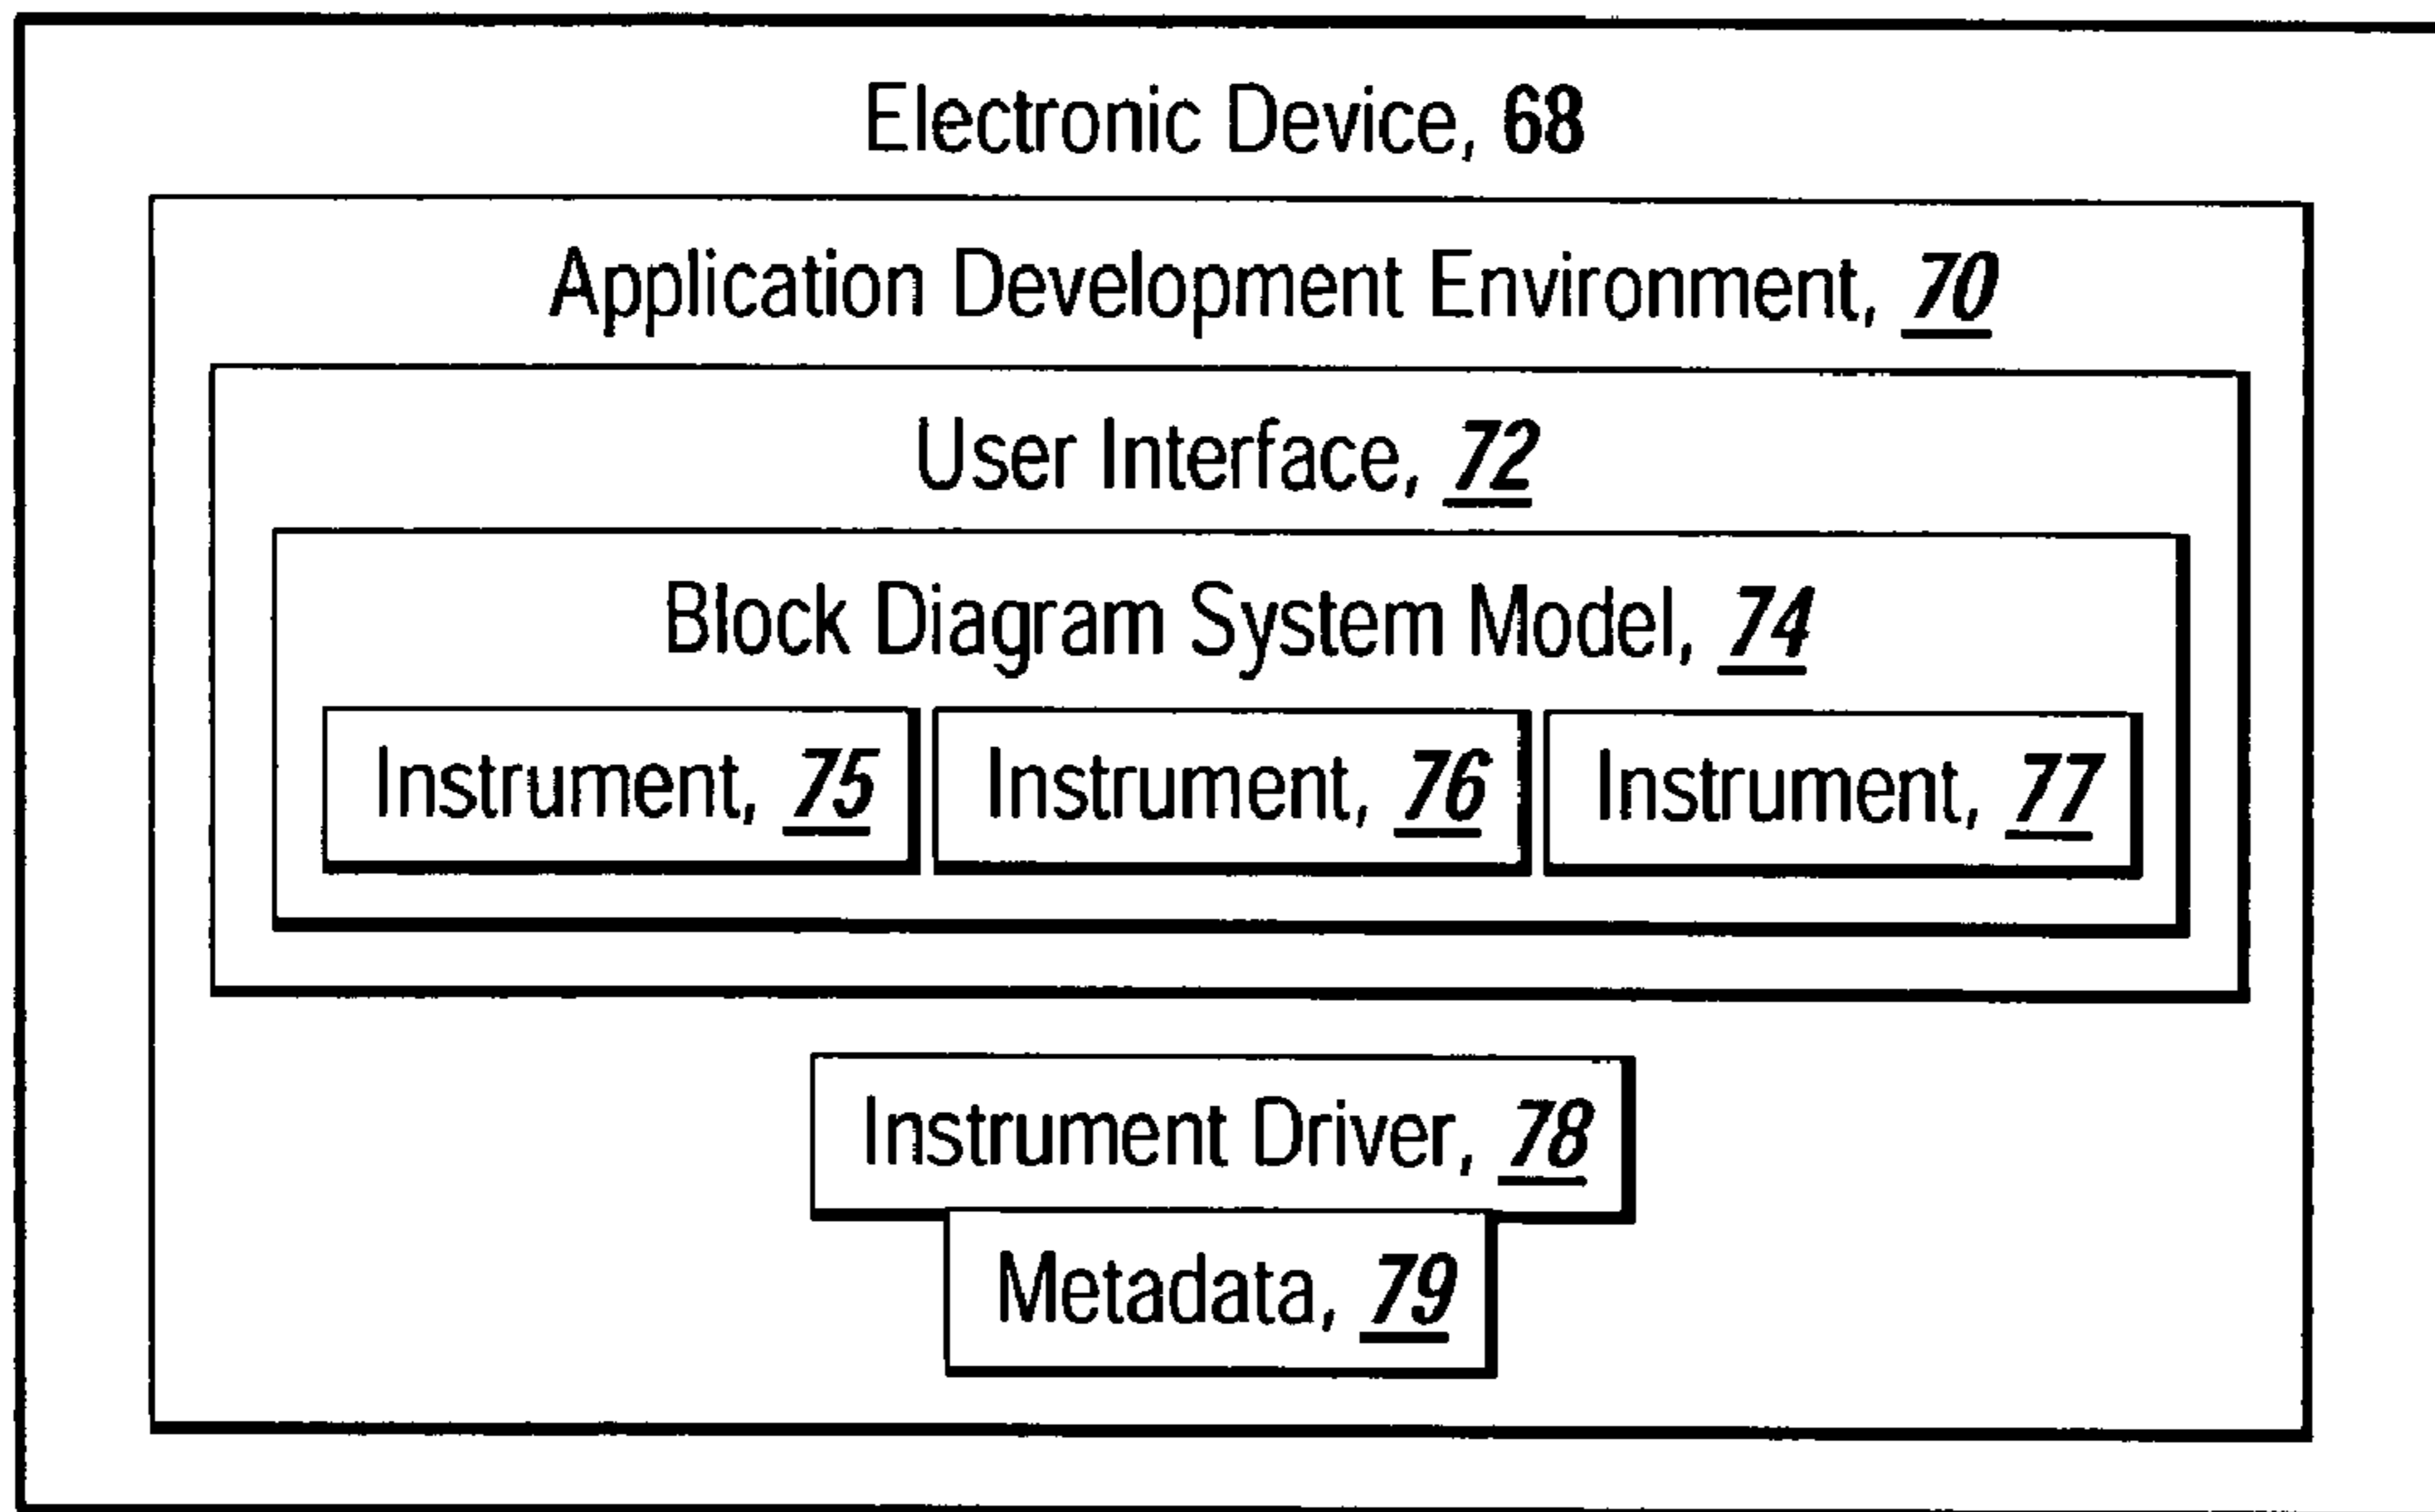 Electronic Device, 68
Application Development Environment, 70
User Interface, 72
Block Diagram System Model, 74
Instrument, 75 Instrument, 76 Instrument, 77
Instrument Driver, 78
Metadata, 79